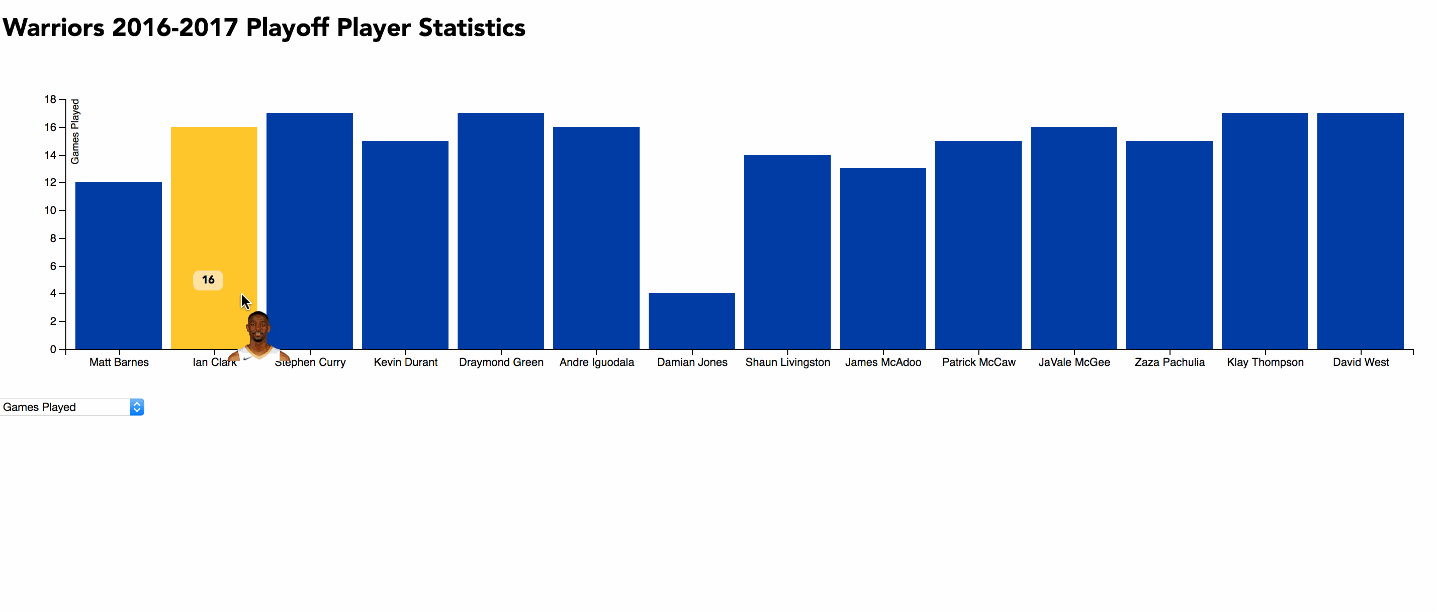 Warriors 2016-2017 Playoff Player Statistics
Games Played
18
16
14
12
10
8
6
4
2
0
16
Matt Barnes Ian Clark Stephen Curry Kevin Durant Draymond Green Andre Iguodala Damian Jones Shaun Livingston James McAdoo Patrick McCaw JaVale McGee Zaza Pachulia Klay Thompson David West
Games Played